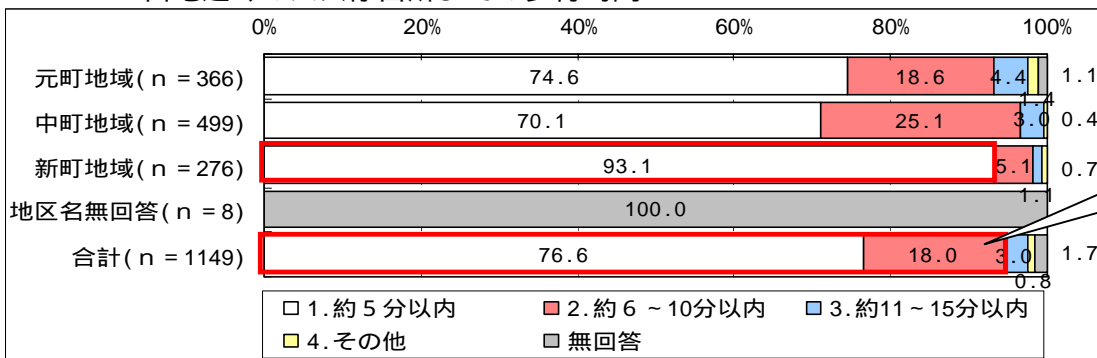 0% 20% 40% 60% 80% 100%
元町地域(ｎ=366) 74.6 18.6 4.4 1.4 1.1
中町地域(ｎ=499) 70.1 25.1 3.0 0.4
新町地域(ｎ=276) 93.1 5.1 1.1 0.7
地区名無回答(ｎ=8) 100.0
合計(ｎ=1149) 76.6 18.0 3.0 0.8 1.7
1.約５分以内 2.約６~10分以内 3.約11~15分以内
4.その他 無回答